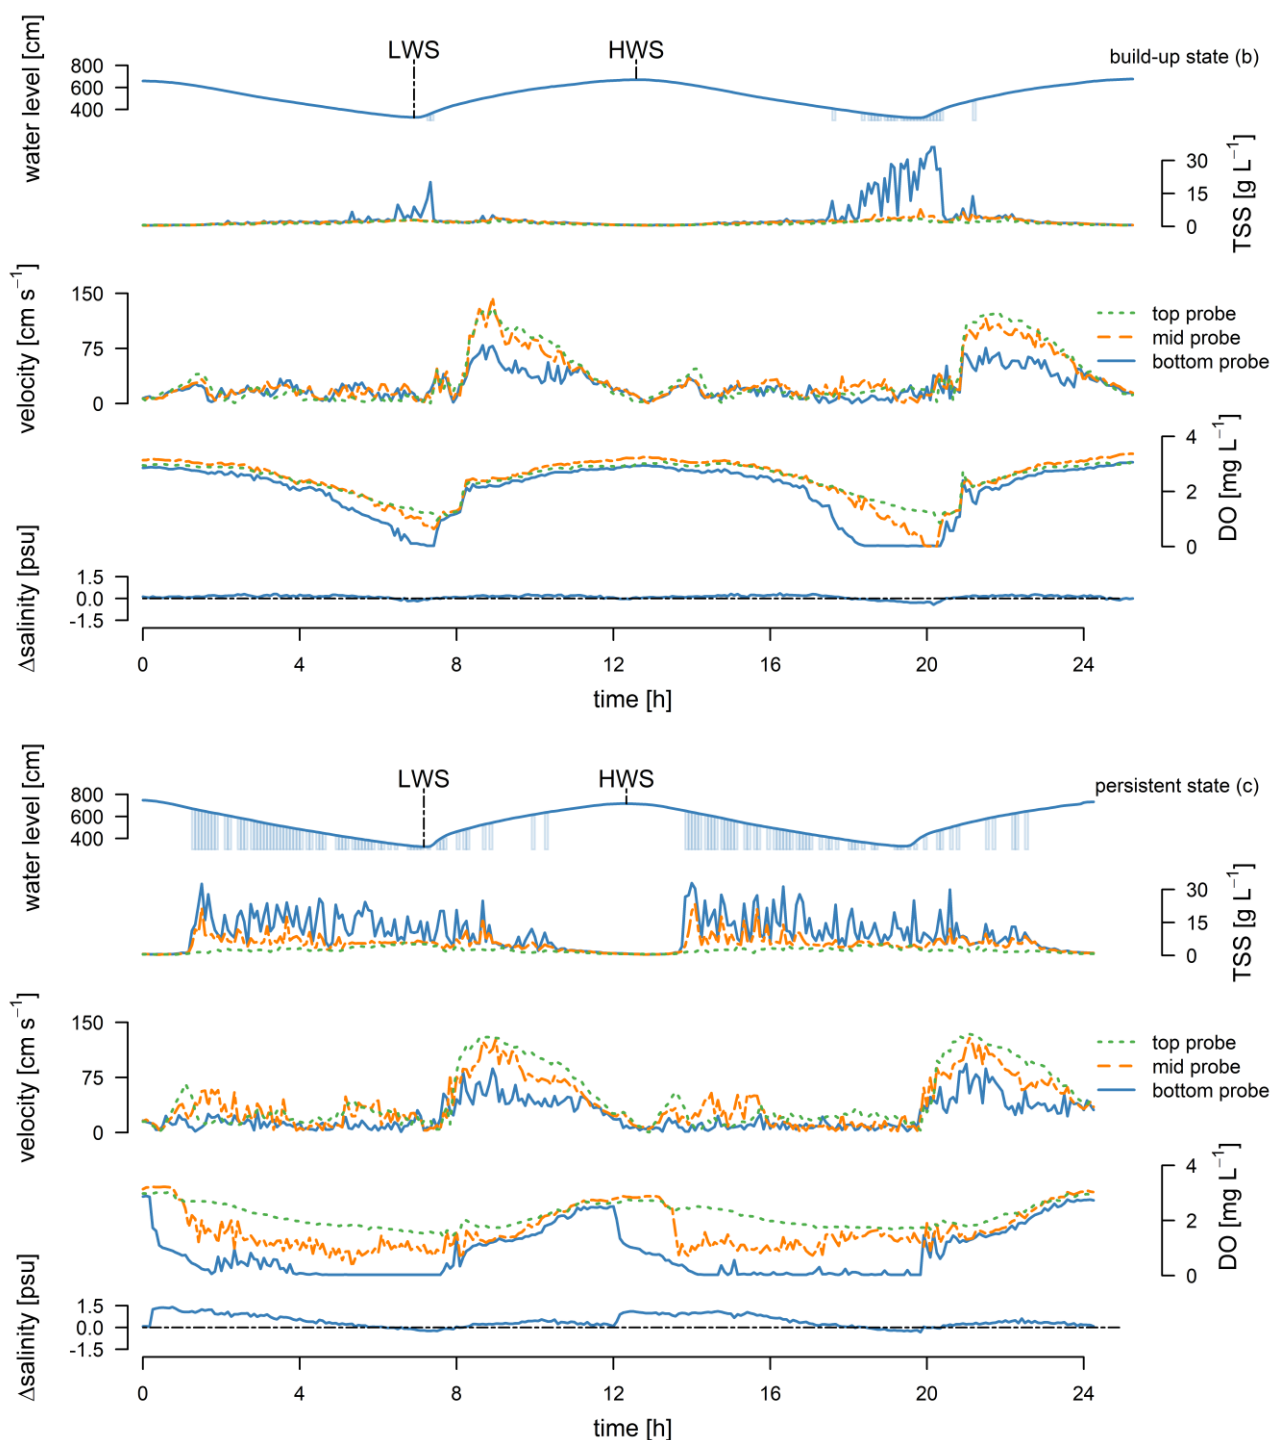 LWS
HWS
build-up state (b)
water level [cm]
800
600
400
TSS [g L⁻¹]
30
15
0
velocity [cm s⁻¹]
150
75
0
top probe
mid probe
bottom probe
DO [mg L⁻¹]
4
2
0
Δsalinity [psu]
1.5
0.0
-1.5
0 4 8 12 16 20 24
time [h]
LWS
HWS
persistent state (c)
water level [cm]
800
600
400
TSS [g L⁻¹]
30
15
0
velocity [cm s⁻¹]
150
75
0
top probe
mid probe
bottom probe
DO [mg L⁻¹]
4
2
0
Δsalinity [psu]
1.5
0.0
-1.5
0 4 8 12 16 20 24
time [h]